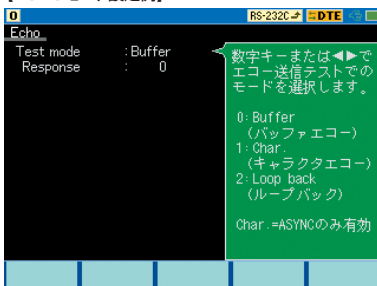 0 RS-232C DTE
Echo
Test mode :Buffer
Response : 0
数字キーまたは◀▶で
エコー送信テストでの
モードを選択します。
0:Buffer
(バッファエコー)
1:Char.
(キャラクタエコー)
2:Loop back
(ループバック)
Char.=ASYNCのみ有効